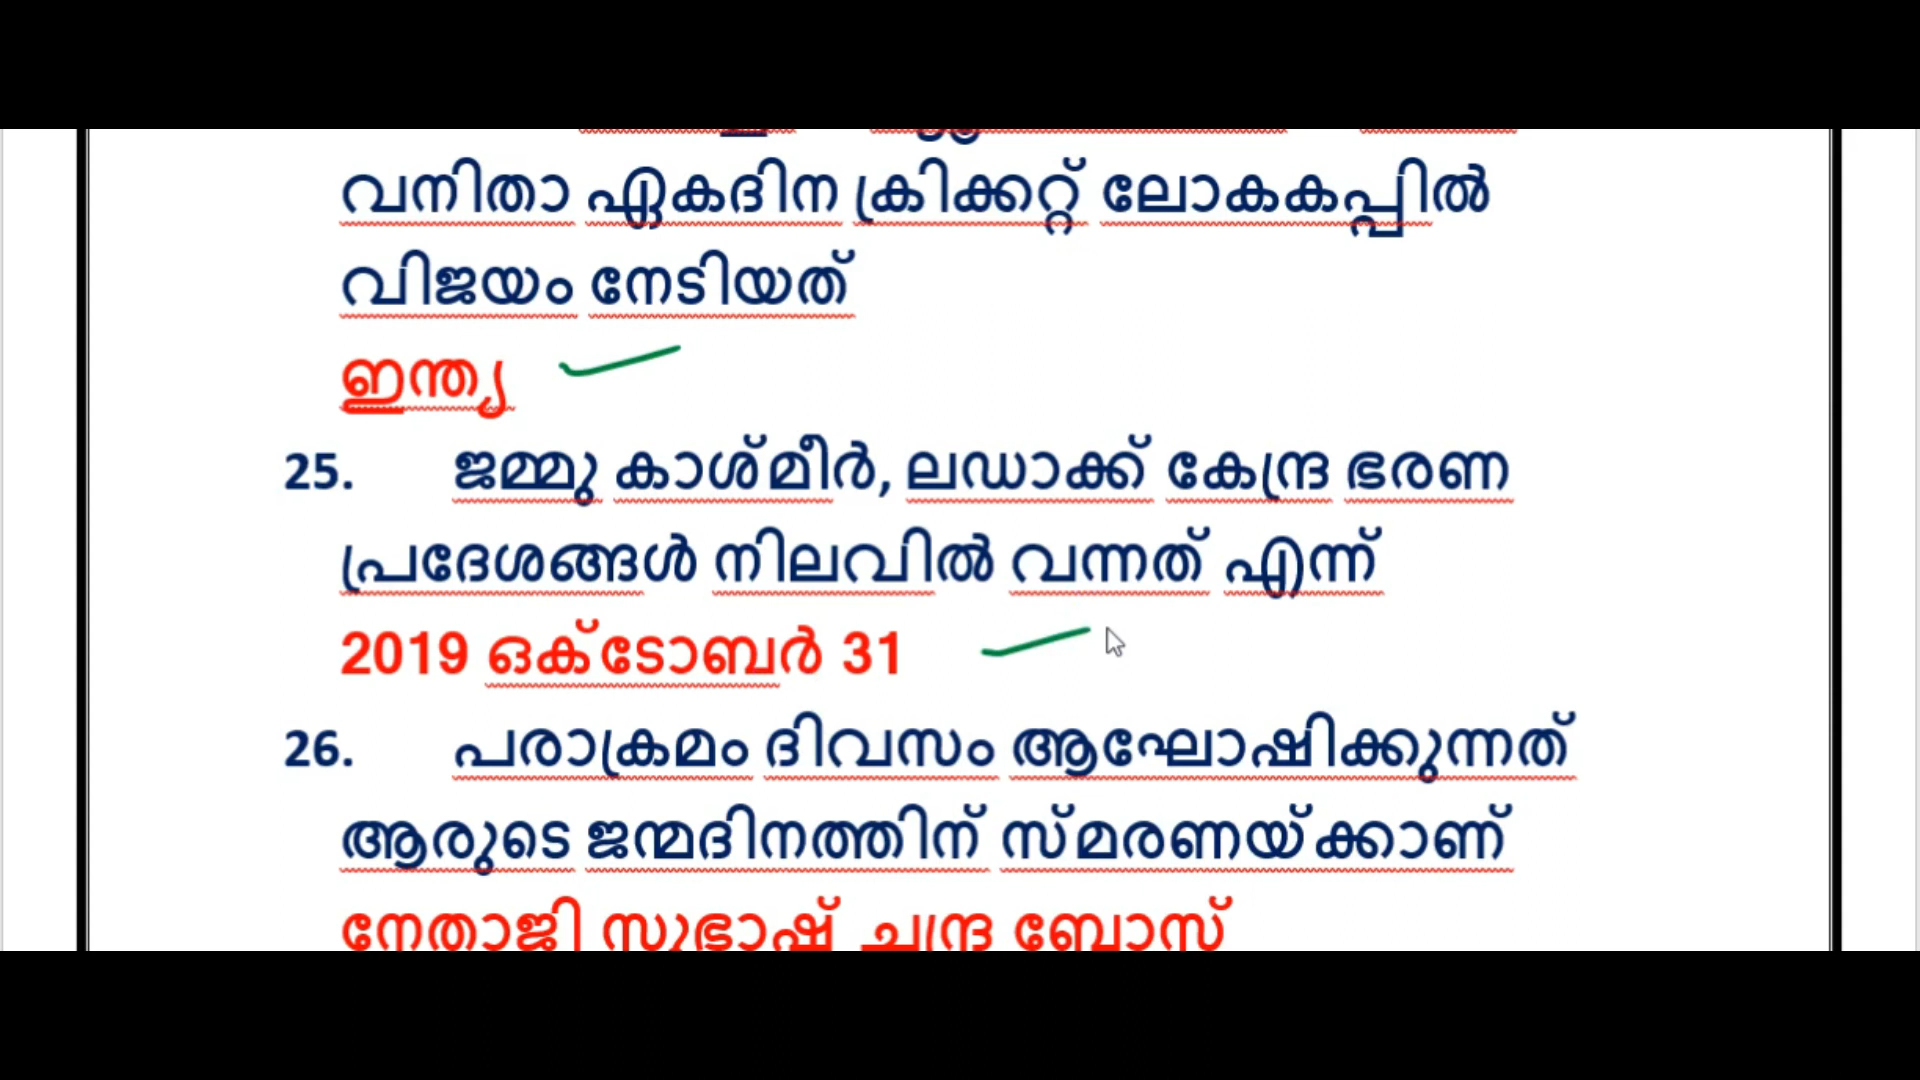 വനിതാ ഏകദിന ക്രിക്കറ്റ് ലോകകപ്പിൽ
വിജയം നേടിയത്
ഇന്ത്യ
25. ജമ്മു കാശ്മീർ, ലഡാക്ക് കേന്ദ്ര ഭരണ
പ്രദേശങ്ങൾ നിലവിൽ വന്നത് എന്ന്
2019 ഒക്ടോബർ 31
26. പരാക്രമം ദിവസം ആഘോഷിക്കുന്നത്
ആരുടെ ജന്മദിനത്തിന് സ്മരണയ്ക്കാണ്
നേതാജി സുഭാഷ് ചന്ദ്ര ബോസ്